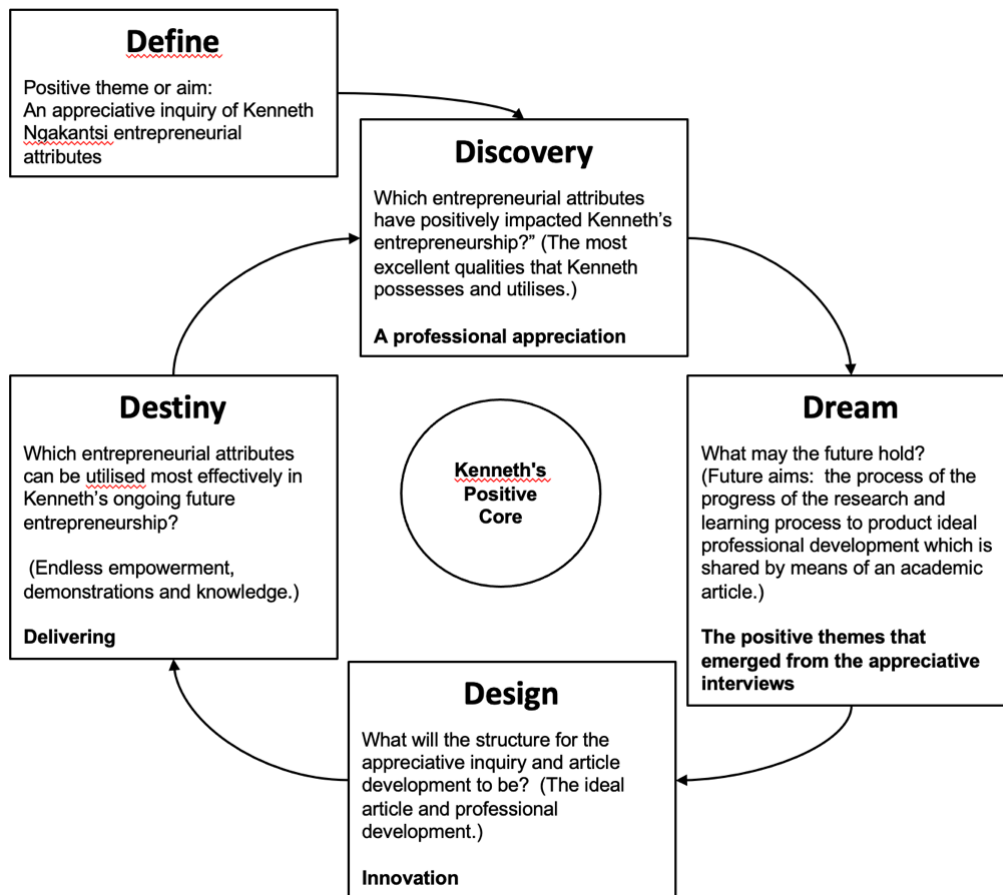 Define
Positive theme or aim:
An appreciative inquiry of Kenneth
Ngakantsi entrepreneurial
attributes
Discovery
Which entrepreneurial attributes
have positively impacted Kenneth’s
entrepreneurship?” (The most
excellent qualities that Kenneth
possesses and utilises.)
A professional appreciation
Dream
What may the future hold?
(Future aims:  the process of the
progress of the research and
learning process to product ideal
professional development which is
shared by means of an academic
article.)
The positive themes that
emerged from the appreciative
interviews
Design
What will the structure for the
appreciative inquiry and article
development to be?  (The ideal
article and professional
development.)
Innovation
Destiny
Which entrepreneurial attributes
can be utilised most effectively in
Kenneth’s ongoing future
entrepreneurship?
(Endless empowerment,
demonstrations and knowledge.)
Delivering
Kenneth's
Positive
Core